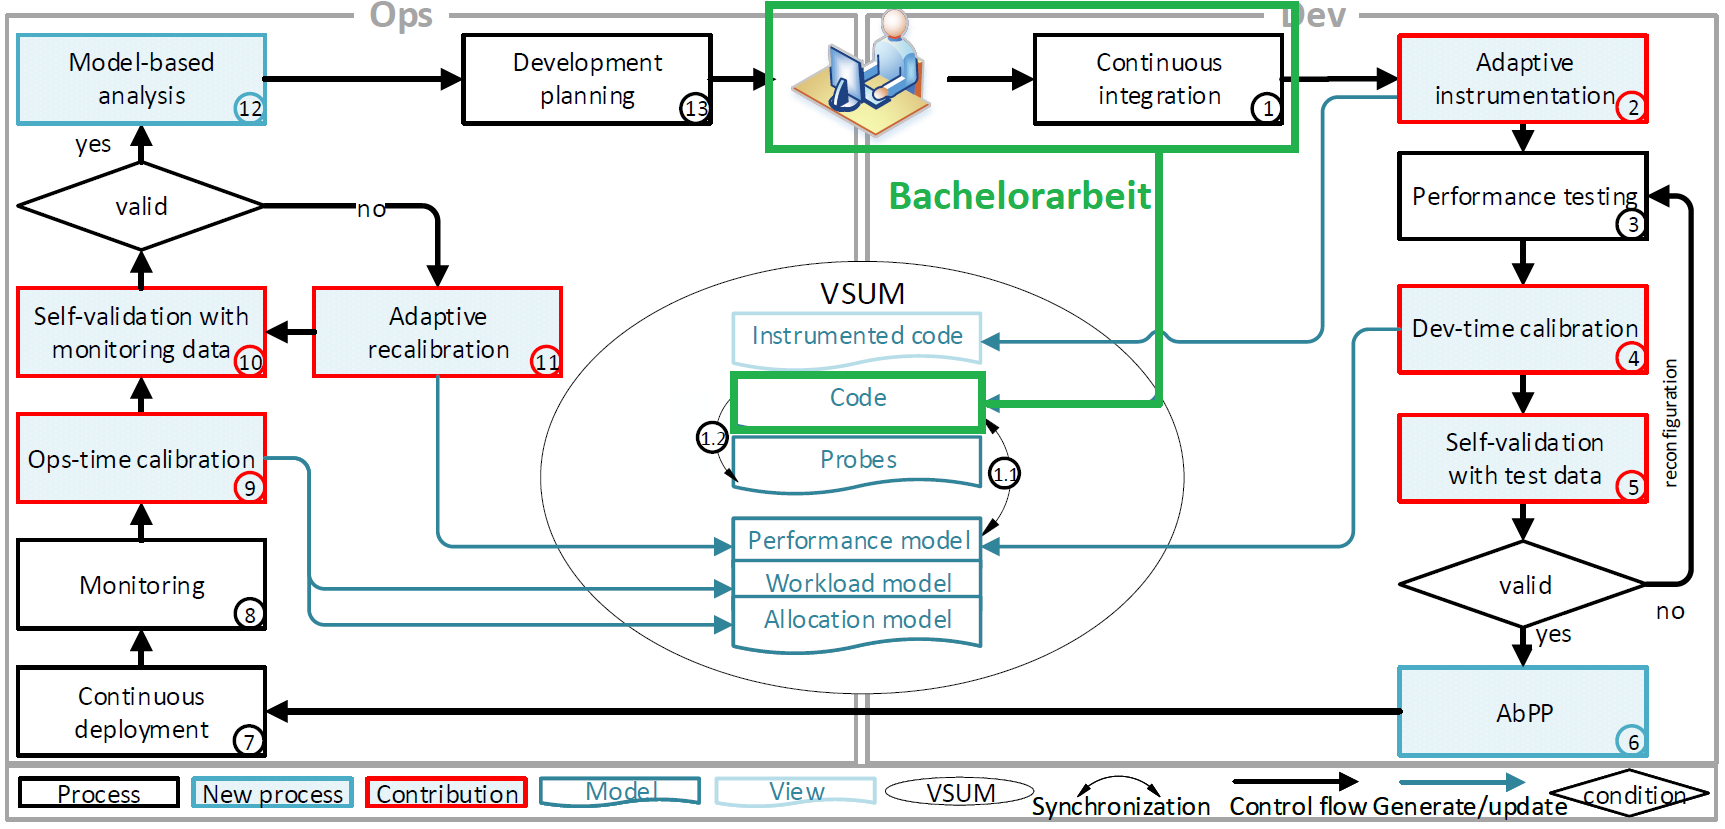 Ops
Dev
Model-based
analysis
12
Development
planning
13
Continuous
integration
1
Adaptive
instrumentation
2
yes
valid
no
Bachelorarbeit
Performance testing
3
Self-validation with
monitoring data
10
Adaptive
recalibration
11
VSUM
Instrumented code
Code
1.2
Probes
1.1
Performance model
Workload model
Allocation model
Dev-time calibration
4
reconfiguration
Ops-time calibration
9
Self-validation
with test data
5
Monitoring
8
valid
no
yes
Continuous
deployment
7
AbPP
6
Process
New process
Contribution
Model
View
VSUM
Synchronization
Control flow
Generate/update
condition